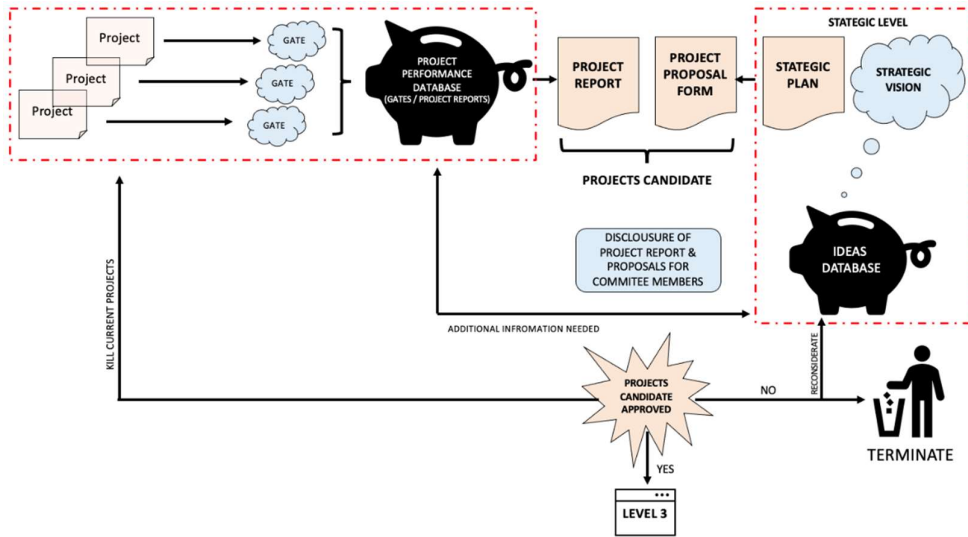 Project
Project
Project
GATE
GATE
GATE
PROJECT
PERFORMANCE
DATABASE
(GATES / PROJECT REPORTS)
PROJECT
REPORT
PROJECT
PROPOSAL
FORM
PROJECTS CANDIDATE
STATEGIC LEVEL
STATEGIC
PLAN
STRATEGIC
VISION
IDEAS
DATABASE
DISCLOUSURE OF
PROJECT REPORT &
PROPOSALS FOR
COMMITEE MEMBERS
ADDITIONAL INFROMATION NEEDED
KILL CURRENT PROJECTS
PROJECTS
CANDIDATE
APPROVED
NO
RECONSIDERATE
TERMINATE
YES
LEVEL 3